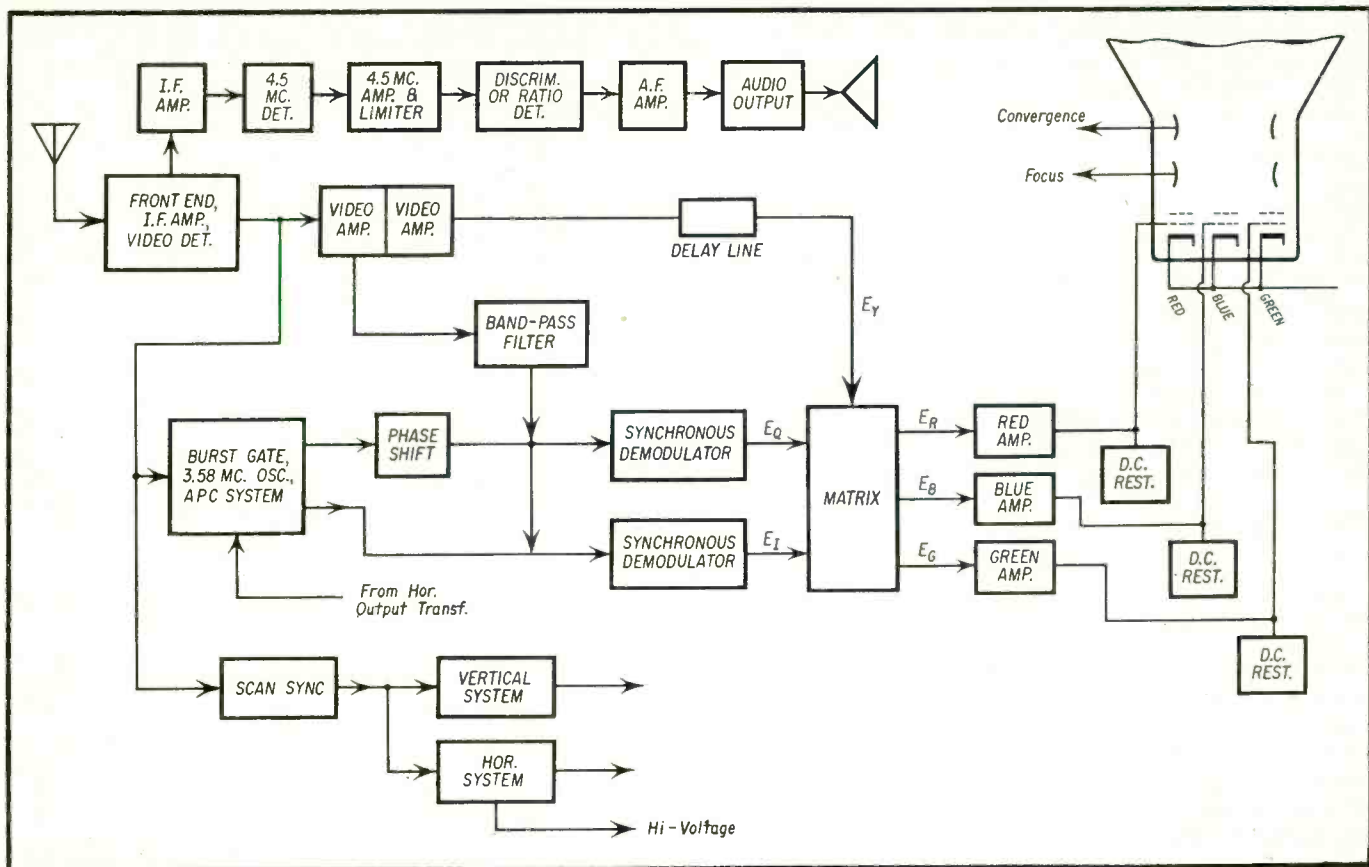 I.F.
AMP.
4.5
MC.
DET.
4.5 MC.
AMP. &
LIMITER
DISCRIM.
OR RATIO
DET.
A.F.
AMP.
AUDIO
OUTPUT
Convergence
Focus
FRONT END,
I.F. AMP.,
VIDEO DET.
VIDEO
AMP.
VIDEO
AMP.
DELAY LINE
RED
BLUE
GREEN
BAND-PASS
FILTER
EY
BURST GATE,
3.58 MC. OSC.,
APC SYSTEM
PHASE
SHIFT
SYNCHRONOUS
DEMODULATOR
EQ
MATRIX
ER
RED
AMP.
D.C.
REST.
EB
BLUE
AMP.
D.C.
REST.
SYNCHRONOUS
DEMODULATOR
EI
EG
GREEN
AMP.
D.C.
REST.
From Hor.
Output Transf.
SCAN SYNC
VERTICAL
SYSTEM
HOR.
SYSTEM
Hi-Voltage